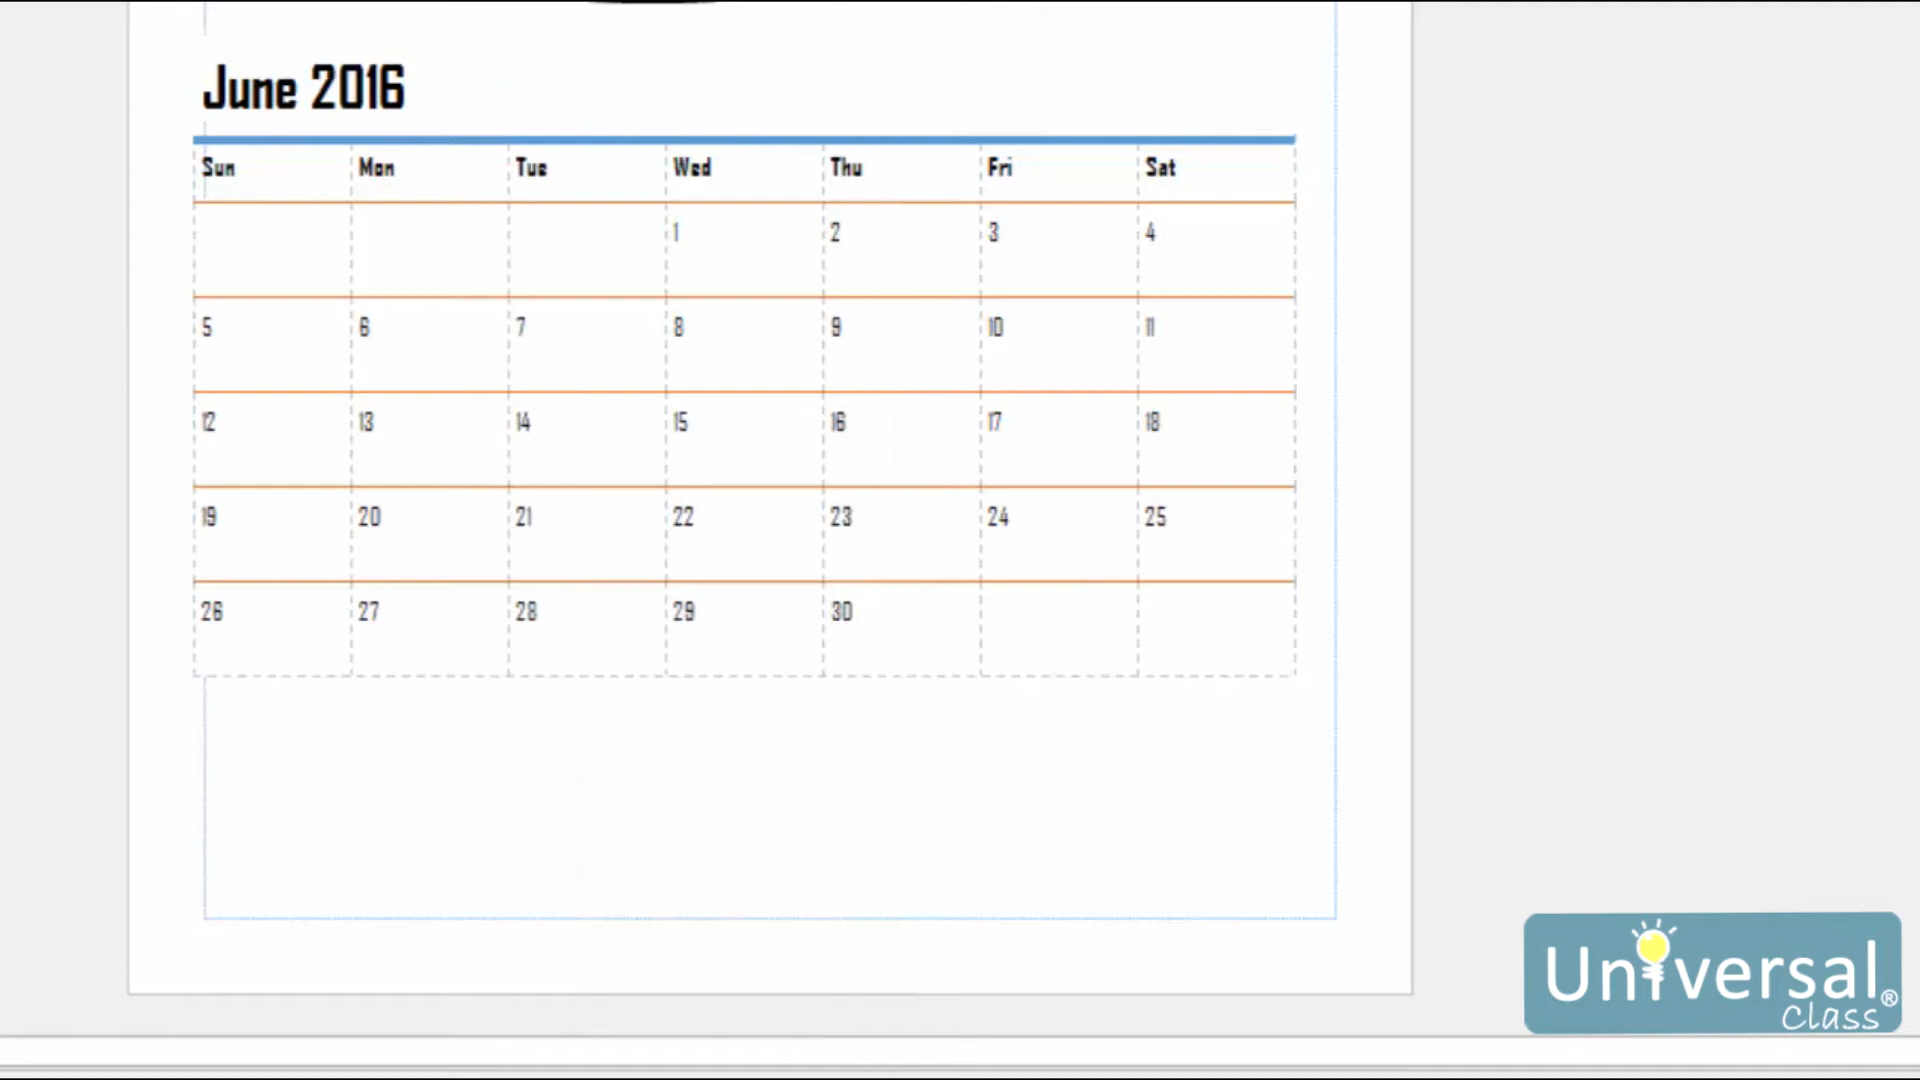 June 2016
Sun Mon Tue Wed Thu Fri Sat
1 2 3 4
5 6 7 8 9 10 11
12 13 14 15 16 17 18
19 20 21 22 23 24 25
26 27 28 29 30
Universal®
Class